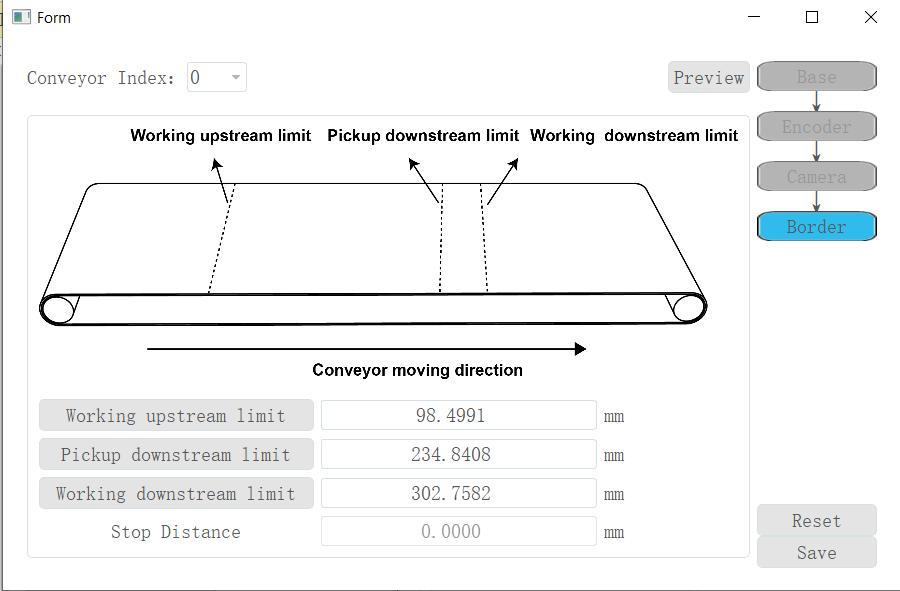 Form
Conveyor Index: 0
Preview
Base
Encoder
Camera
Border
Working upstream limit Pickup downstream limit Working downstream limit
Conveyor moving direction
Working upstream limit 98.4991 mm
Pickup downstream limit 234.8408 mm
Working downstream limit 302.7582 mm
Stop Distance 0.0000 mm
Reset
Save